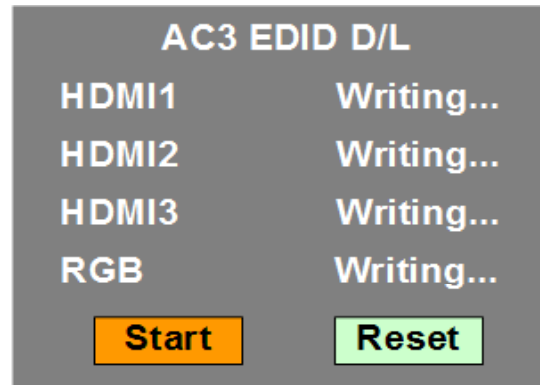 AC3 EDID D/L
HDMI1 Writing...
HDMI2 Writing...
HDMI3 Writing...
RGB Writing...
Start Reset